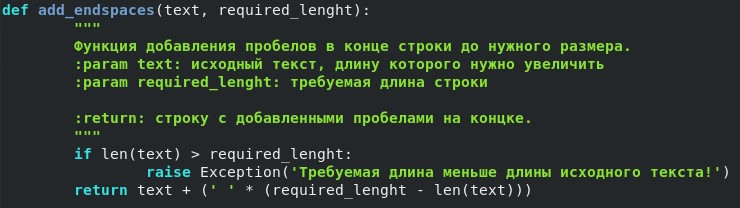 def add_endspaces(text, required_lenght):
"""
Функция добавления пробелов в конце строки до нужного размера.
:param text: исходный текст, длину которого нужно увеличить
:param required_lenght: требуемая длина строки
:return: строку с добавленными пробелами на концке.
"""
if len(text) > required_lenght:
raise Exception('Требуемая длина меньше длины исходного текста!')
return text + (' ' * (required_lenght - len(text)))